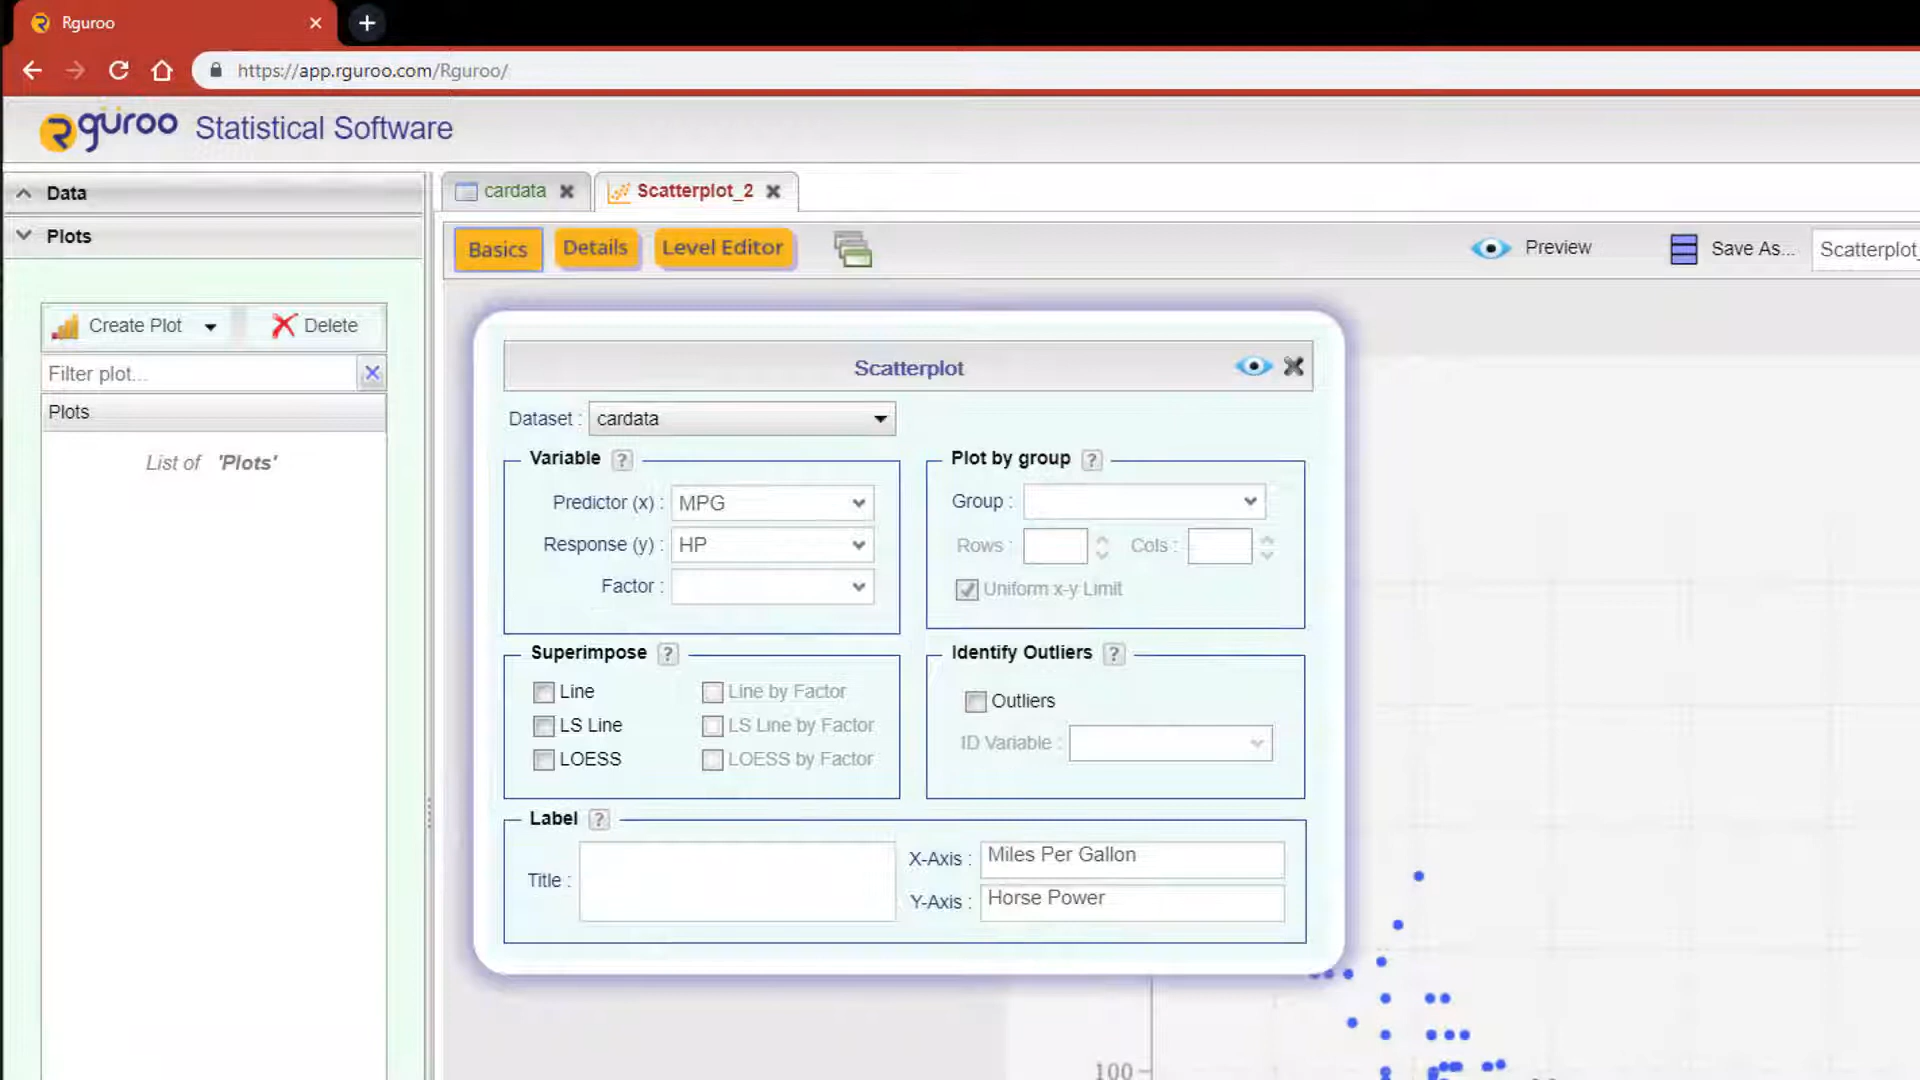 Rguroo
https://app.rguroo.com/Rguroo/
Rguroo Statistical Software
Data
Plots
Create Plot
Delete
Filter plot...
Plots
List of 'Plots'
cardata
Scatterplot_2
Basics
Details
Level Editor
Preview
Save As...
Scatterplot_
Scatterplot
Dataset :
cardata
Variable ?
Predictor (x) : MPG
Response (y) : HP
Factor :
Plot by group ?
Group :
Rows :
Cols :
Uniform x-y Limit
Superimpose ?
Line
Line by Factor
LS Line
LS Line by Factor
LOESS
LOESS by Factor
Identify Outliers ?
Outliers
ID Variable :
Label ?
Title :
X-Axis : Miles Per Gallon
Y-Axis : Horse Power
100